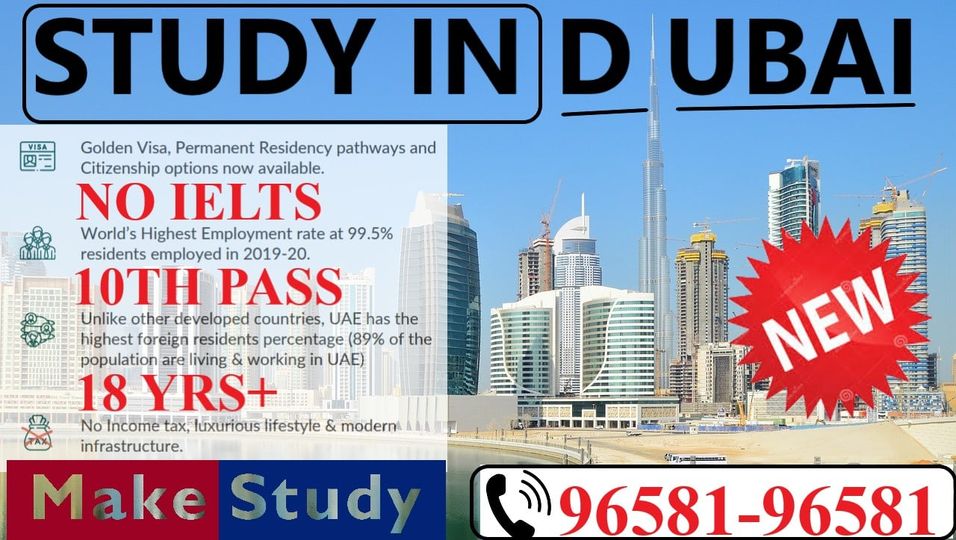 STUDY IN D UBAI
VISA
Golden Visa, Permanent Residency pathways and
Citizenship options now available.
NO IELTS
World's Highest Employment rate at 99.5%
residents employed in 2019-20.
10TH PASS
Unlike other developed countries, UAE has the
highest foreign residents percentage (89% of the
population are living & working in UAE)
18 YRS+
TAX
No Income tax, luxurious lifestyle & modern
infrastructure.
NEW
Make Study
96581-96581